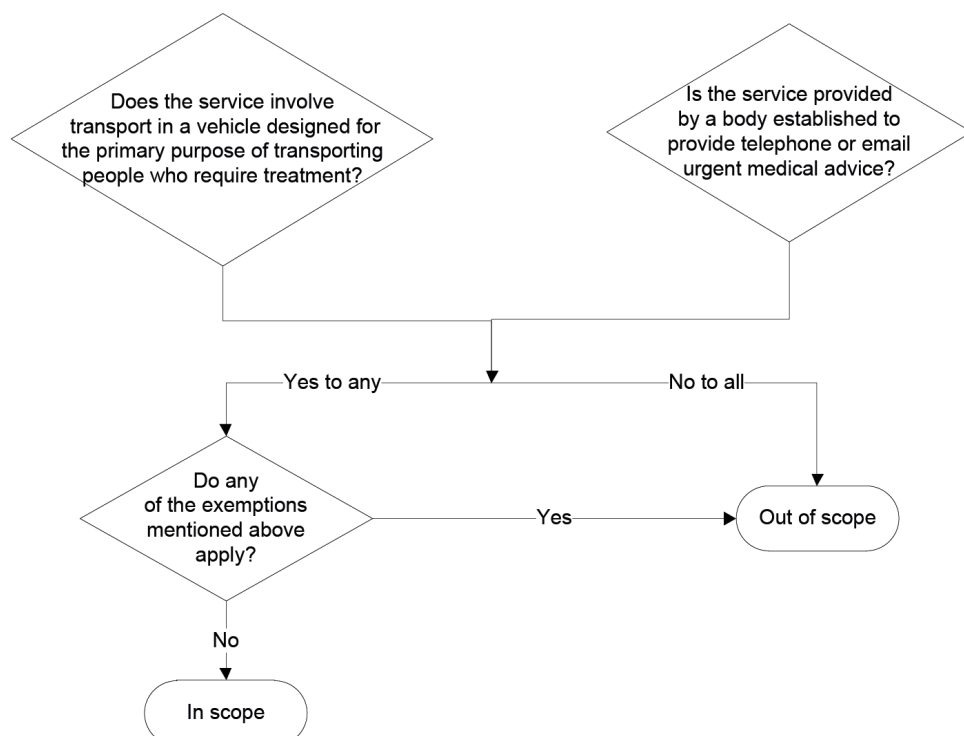 Does the service involve
transport in a vehicle designed for
the primary purpose of transporting
people who require treatment?
Is the service provided
by a body established to
provide telephone or email
urgent medical advice?
Yes to any
No to all
Do any
of the exemptions
mentioned above
apply?
Yes
Out of scope
No
In scope